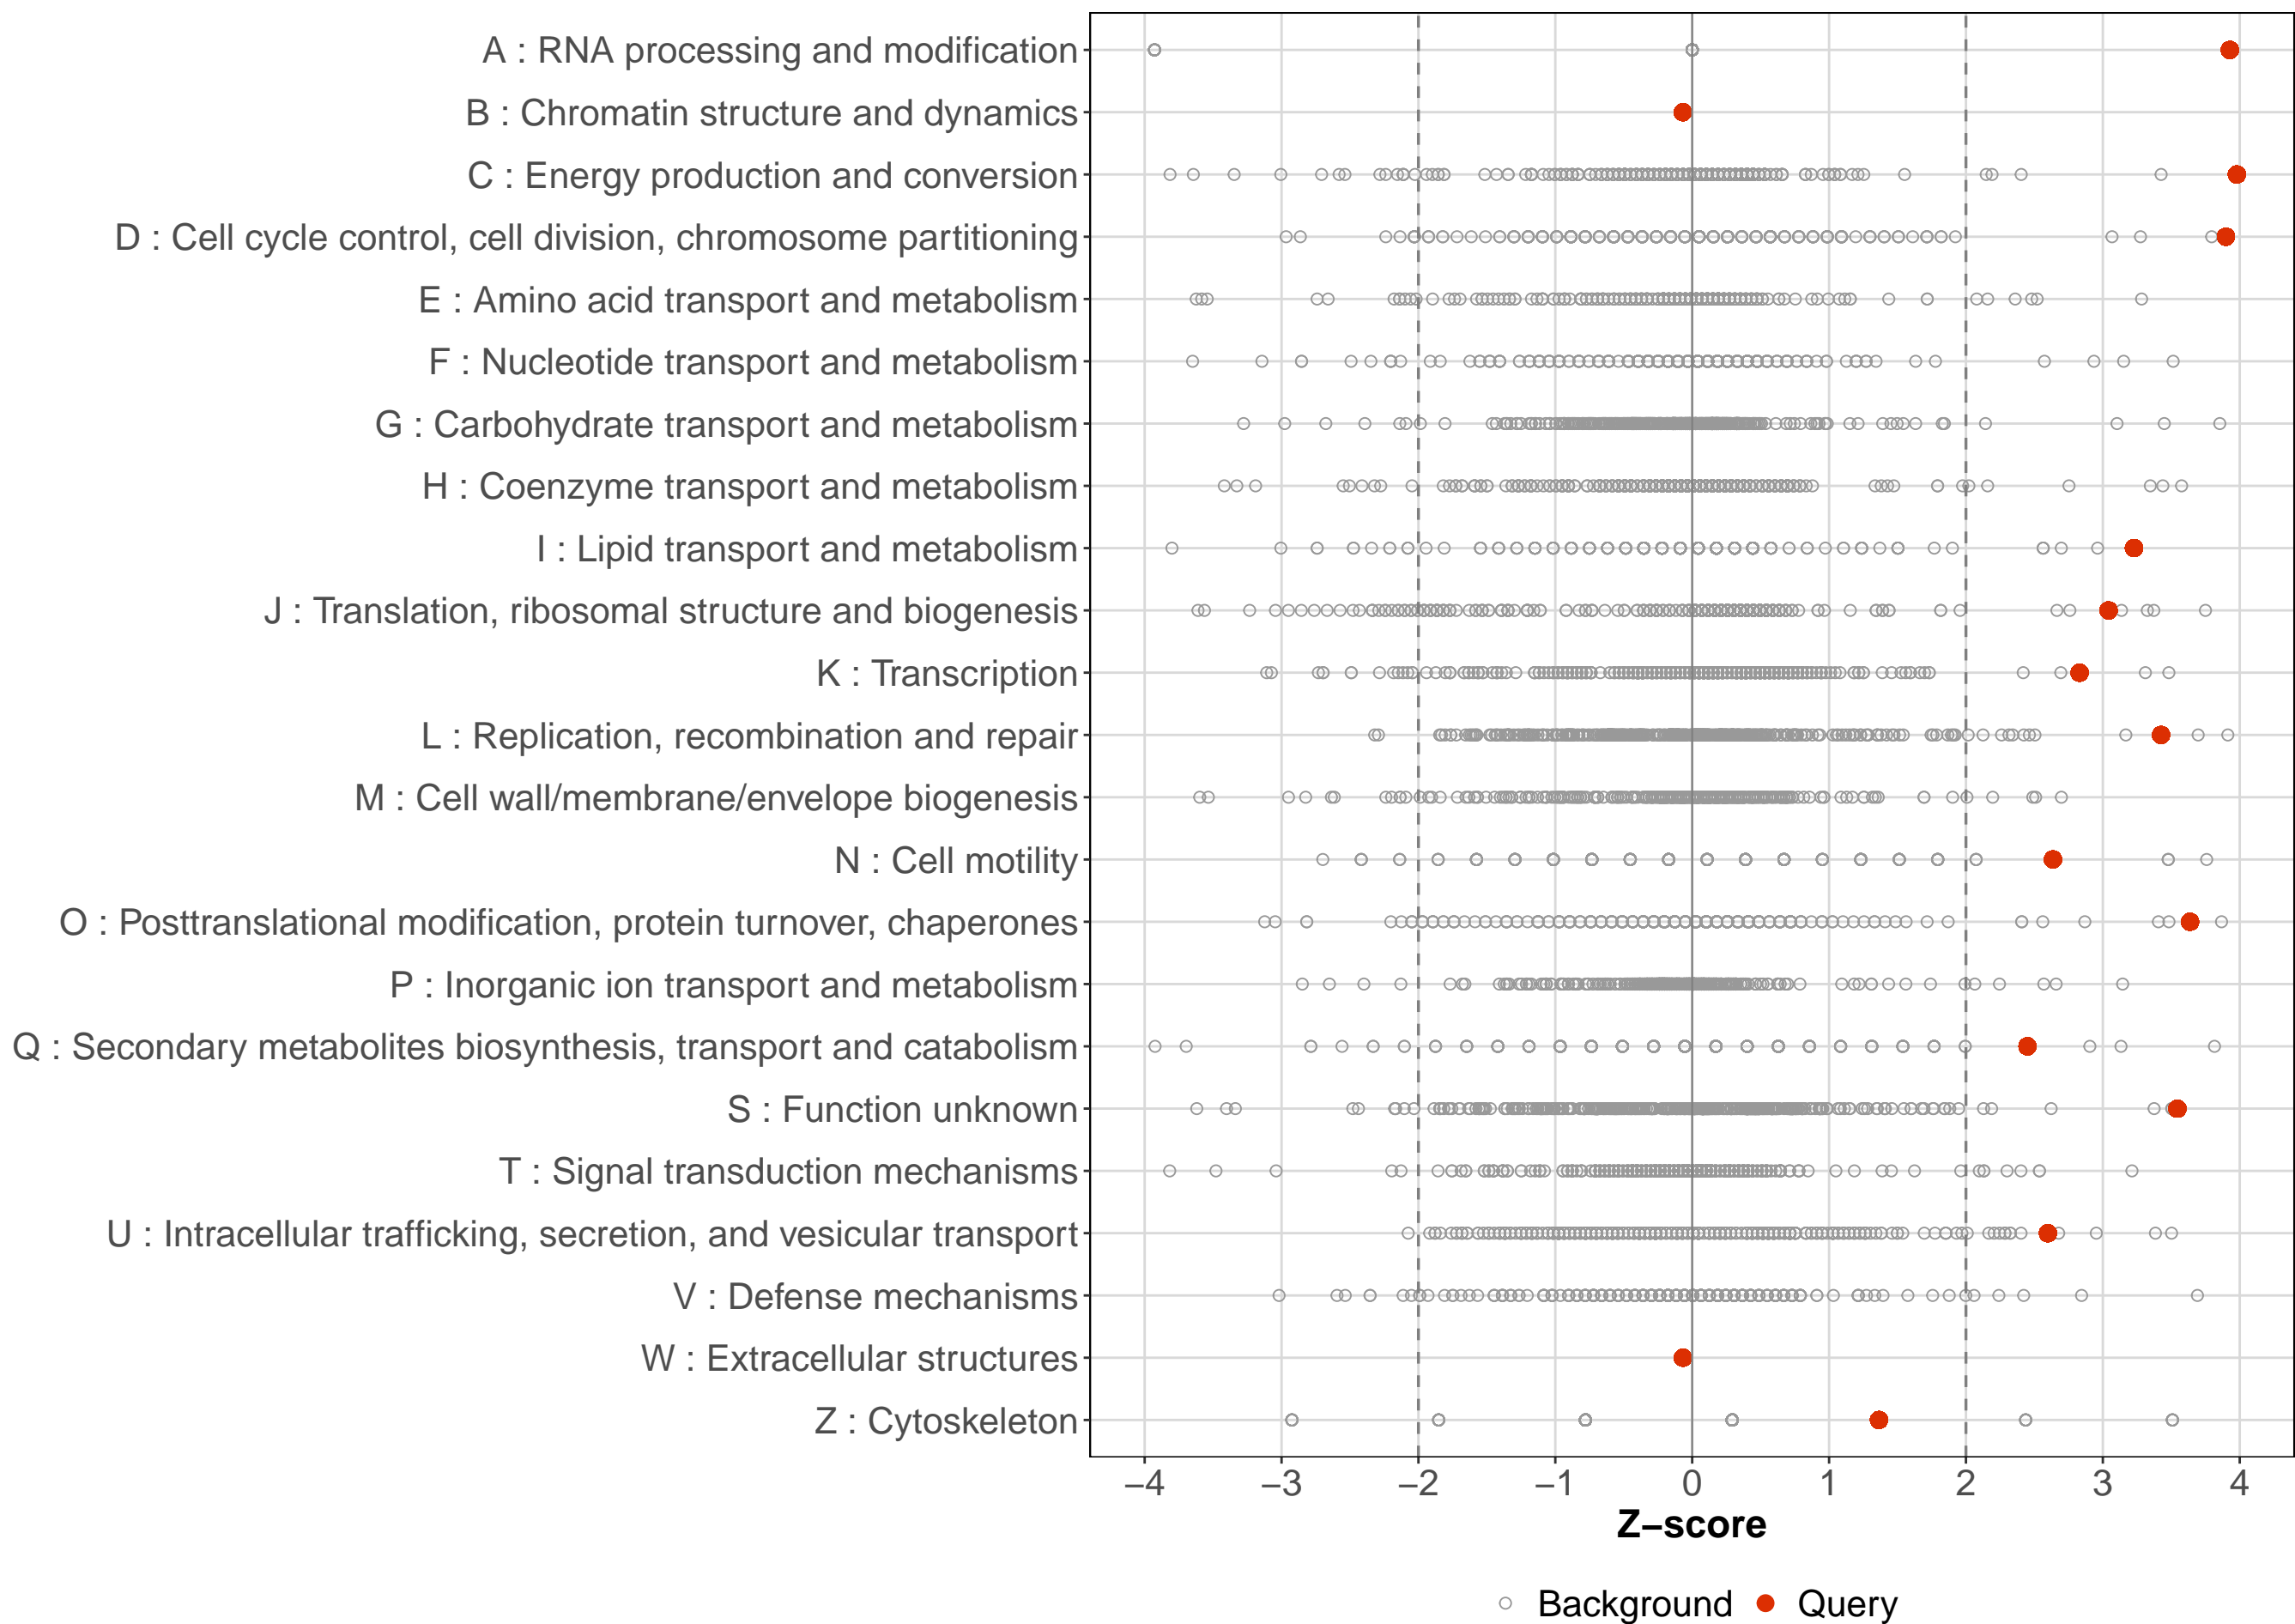 A : RNA processing and modification
B : Chromatin structure and dynamics
C : Energy production and conversion
D : Cell cycle control, cell division, chromosome partitioning
E : Amino acid transport and metabolism
F : Nucleotide transport and metabolism
G : Carbohydrate transport and metabolism
H : Coenzyme transport and metabolism
I : Lipid transport and metabolism
J : Translation, ribosomal structure and biogenesis
K : Transcription
L : Replication, recombination and repair
M : Cell wall/membrane/envelope biogenesis
N : Cell motility
O : Posttranslational modification, protein turnover, chaperones
P : Inorganic ion transport and metabolism
Q : Secondary metabolites biosynthesis, transport and catabolism
S : Function unknown
T : Signal transduction mechanisms
U : Intracellular trafficking, secretion, and vesicular transport
V : Defense mechanisms
W : Extracellular structures
Z : Cytoskeleton
−4 −3 −2 −1 0 1 2 3 4
Z−score
Background Query